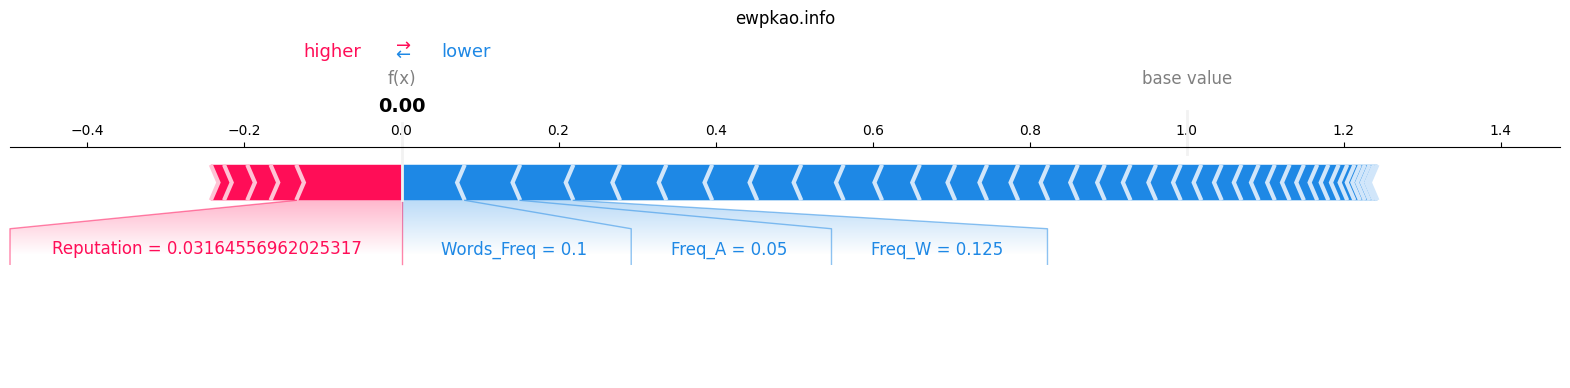 ewpkao.info
higher ⇄ lower
f(x) base value
0.00
−0.4 −0.2 0.0 0.2 0.4 0.6 0.8 1.0 1.2 1.4
Reputation = 0.03164556962025317 Words_Freq = 0.1 Freq_A = 0.05 Freq_W = 0.125